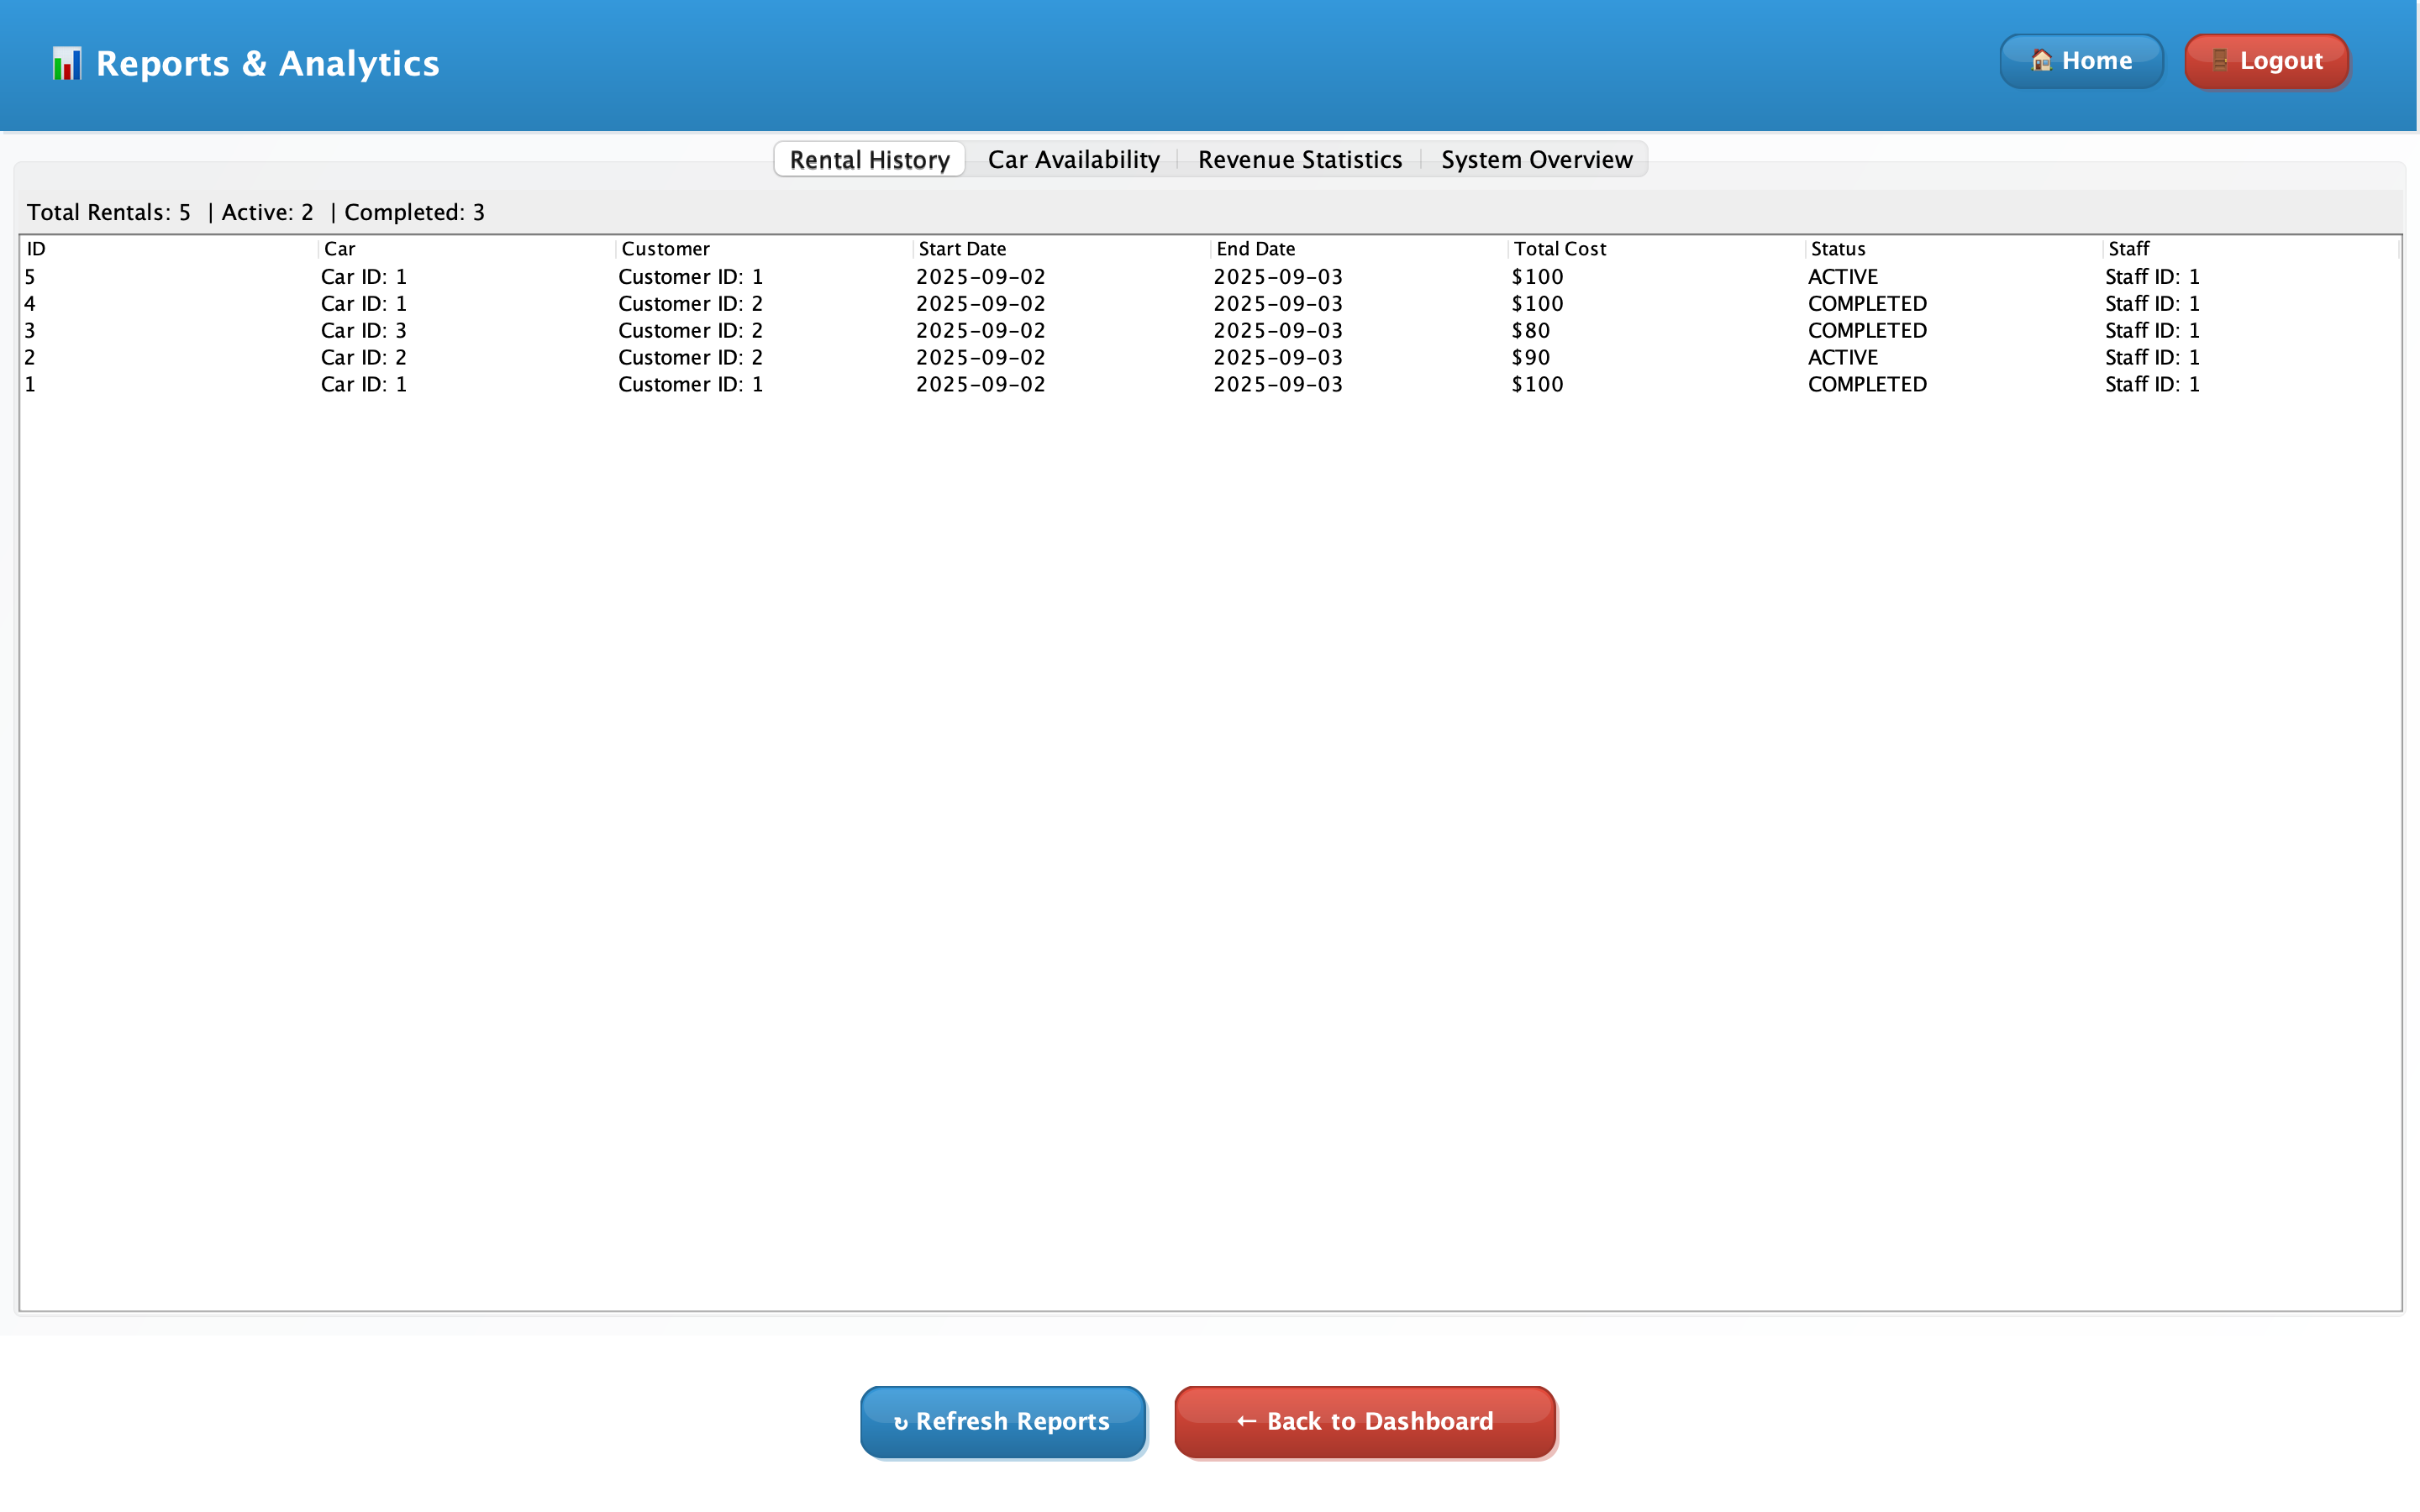 📊 Reports & Analytics
🏠 Home
🚪 Logout
Rental History
Car Availability
Revenue Statistics
System Overview
Total Rentals: 5 | Active: 2 | Completed: 3
ID Car Customer Start Date End Date Total Cost Status Staff
5 Car ID: 1 Customer ID: 1 2025-09-02 2025-09-03 $100 ACTIVE Staff ID: 1
4 Car ID: 1 Customer ID: 2 2025-09-02 2025-09-03 $100 COMPLETED Staff ID: 1
3 Car ID: 3 Customer ID: 2 2025-09-02 2025-09-03 $80 COMPLETED Staff ID: 1
2 Car ID: 2 Customer ID: 2 2025-09-02 2025-09-03 $90 ACTIVE Staff ID: 1
1 Car ID: 1 Customer ID: 1 2025-09-02 2025-09-03 $100 COMPLETED Staff ID: 1
↻ Refresh Reports
← Back to Dashboard